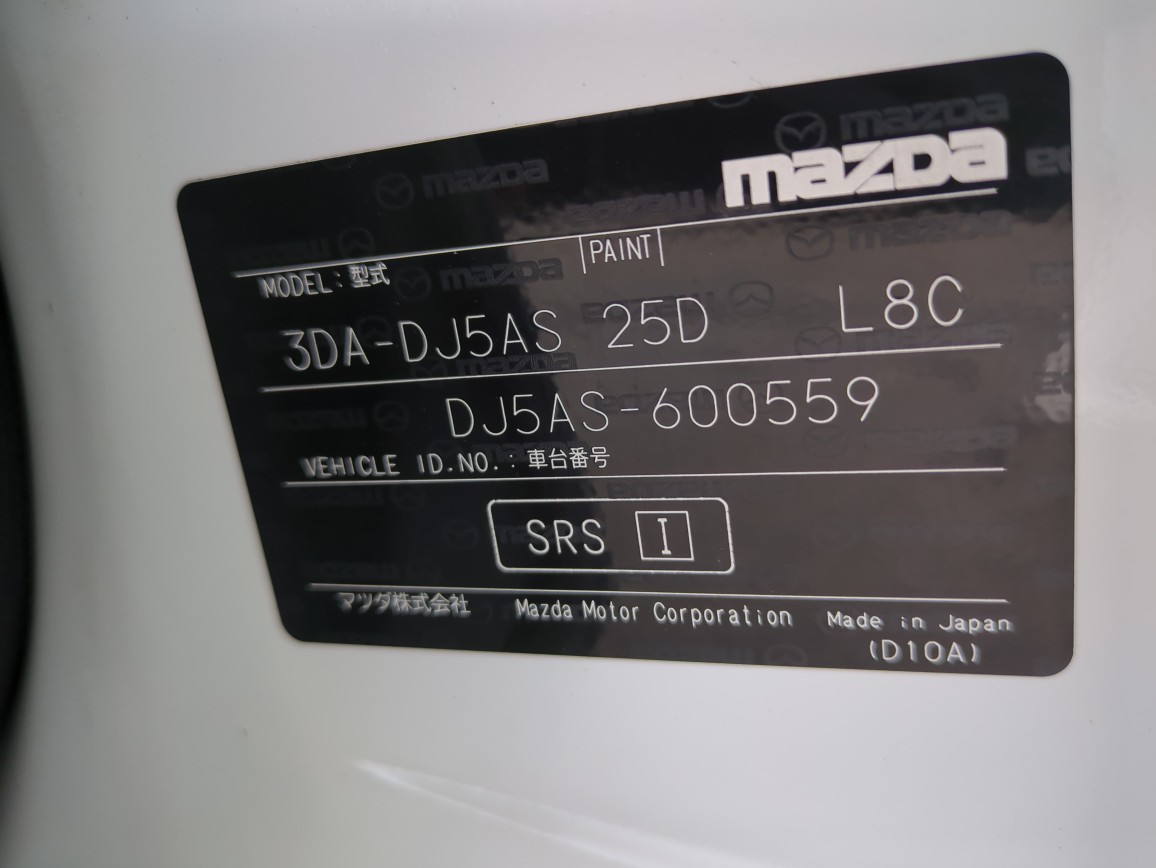 mazda
MODEL: 型式 PAINT
3DA-DJ5AS 25D L8C
DJ5AS-600559
VEHICLE ID.NO.: 車台番号
SRS I
マツダ株式会社 Mazda Motor Corporation Made in Japan
(D10A)